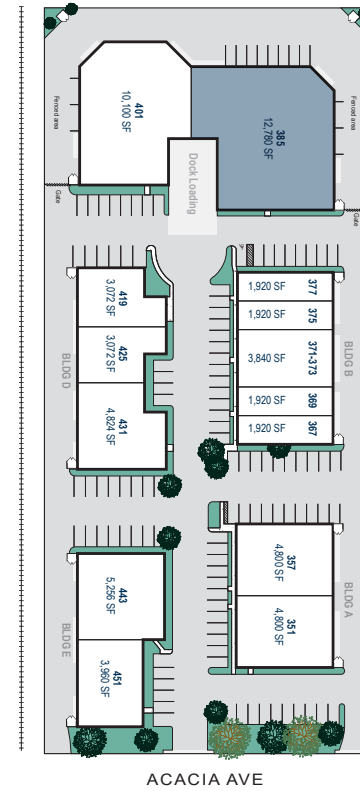 401
10,100 SF
385
12,780 SF
Fenced area
Fenced area
Dock Loading
Gate
Gate
419
3,072 SF
425
3,072 SF
431
4,824 SF
BLDG D
1,920 SF 377
1,920 SF 375
3,840 SF 371-373
1,920 SF 369
1,920 SF 367
BLDG B
443
5,256 SF
451
3,960 SF
BLDG E
357
4,800 SF
351
4,800 SF
BLDG A
ACACIA AVE